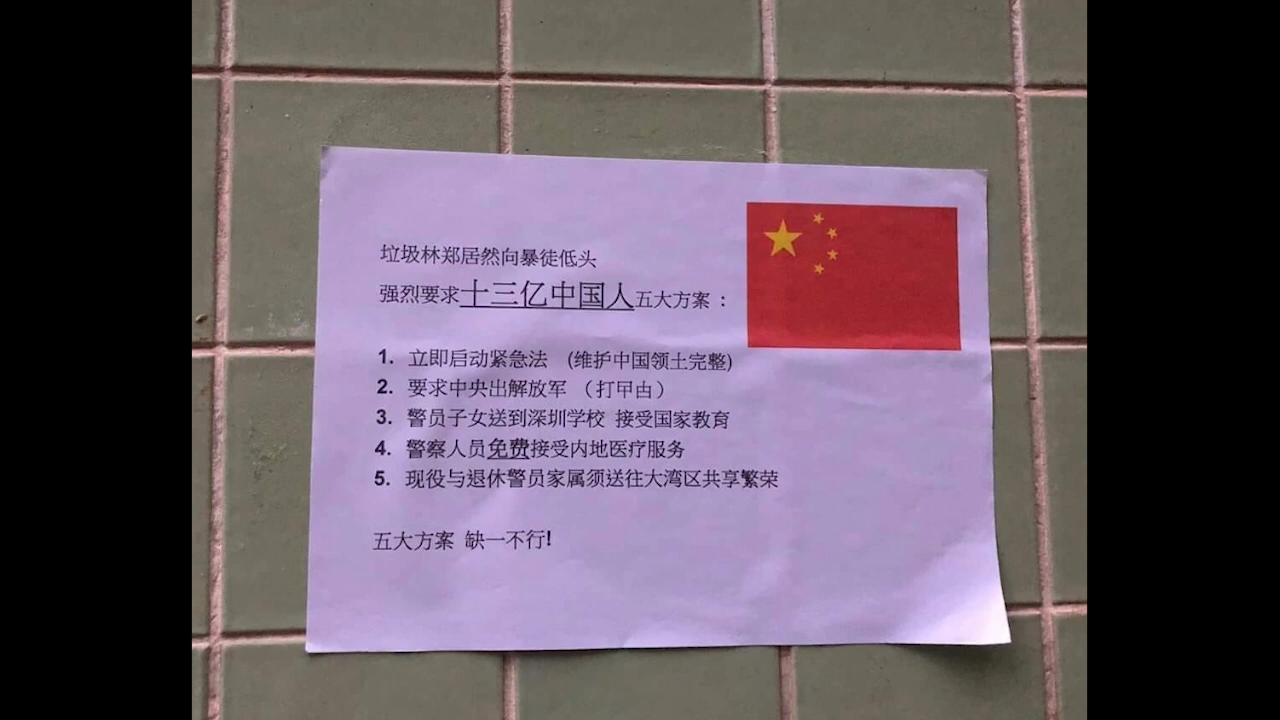 垃圾林郑居然向暴徒低头
强烈要求十三亿中国人五大方案：
1. 立即启动紧急法 (维护中国领土完整)
2. 要求中央出解放军 （打曱甴）
3. 警员子女送到深圳学校 接受国家教育
4. 警察人员免费接受内地医疗服务
5. 现役与退休警员家属须送往大湾区共享繁荣
五大方案 缺一不行!